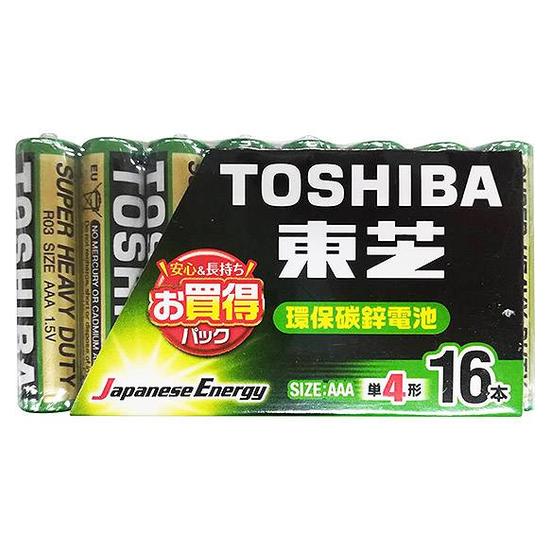 TOSHIBA
東芝
安心&長持ち
お買得
パック
環保碳鋅電池
Japanese Energy
SIZE:AAA 単4形 16本
TOSHIBA
SUPER HEAVY DUTY
R03 SIZE AAA 1.5V
TOSHIBA
EU
NO MERCURY OR CADMIUM
TOSHIBA